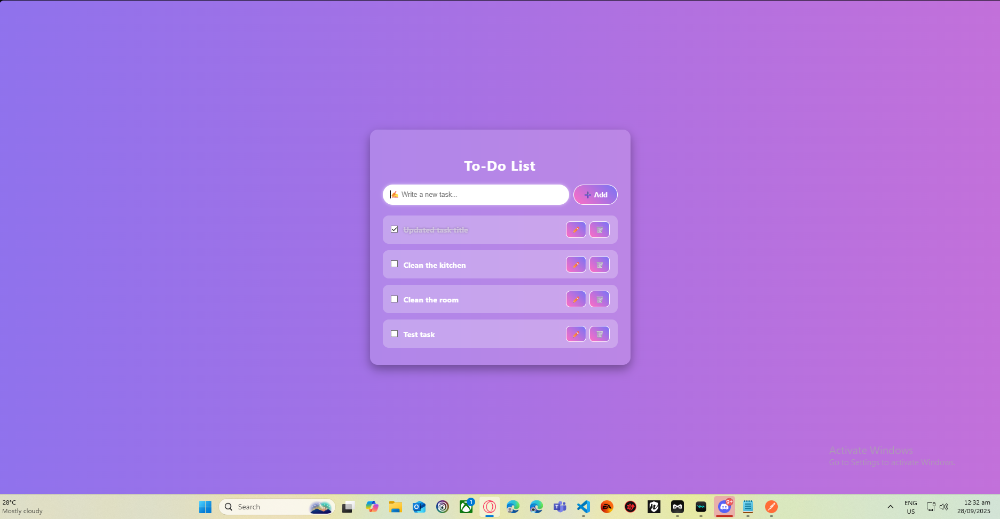 To-Do List
✍️ Write a new task...
➕ Add
Updated task title
Clean the kitchen
Clean the room
Test task
Activate Windows
Go to Settings to activate Windows.
28°C
Mostly cloudy
Search
1
9+
ENG
US
12:32 am
28/09/2025